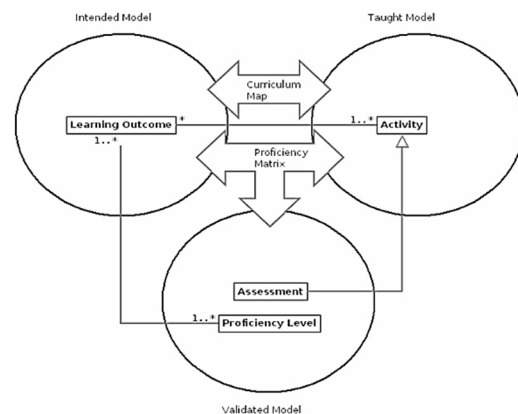 Intended Model
Taught Model
Curriculum
Map
Learning Outcome
*
1..*
Activity
1..*
Proficiency
Matrix
Assessment
1..*
Proficiency Level
Validated Model